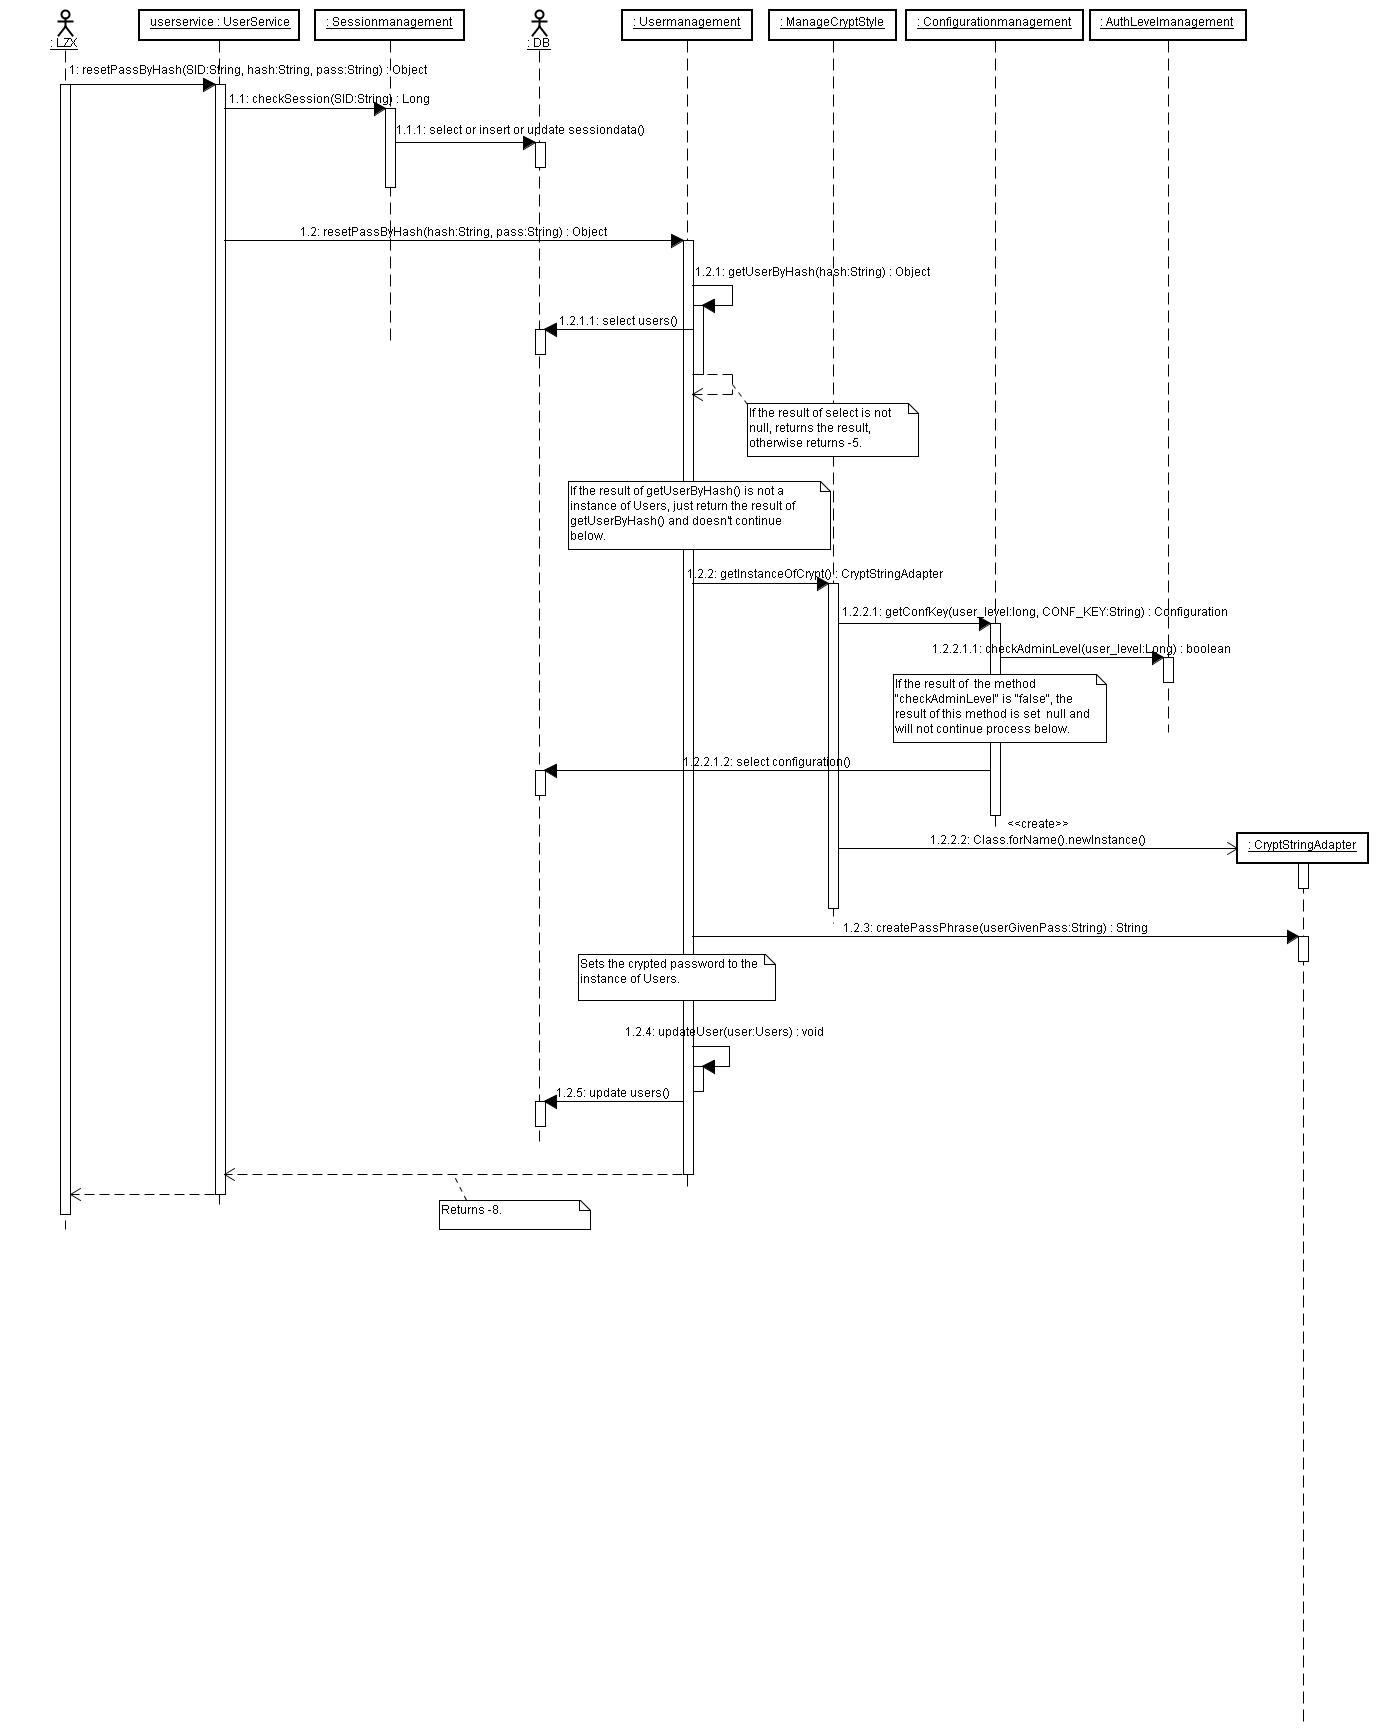 userservice : UserService
: Sessionmanagement
: Usermanagement
: ManageCryptStyle
: Configurationmanagement
: AuthLevelmanagement
: LZX
: DB
1: resetPassByHash(SID:String, hash:String, pass:String) : Object
1.1: checkSession(SID:String) : Long
1.1.1: select or insert or update sessiondata()
1.2: resetPassByHash(hash:String, pass:String) : Object
1.2.1: getUserByHash(hash:String) : Object
1.2.1.1: select users()
If the result of select is not
null, returns the result,
otherwise returns -5.
If the result of getUserByHash() is not a
instance of Users, just return the result of
getUserByHash() and doesn't continue
below.
1.2.2: getInstanceOfCrypt() : CryptStringAdapter
1.2.2.1: getConfKey(user_level:long, CONF_KEY:String) : Configuration
1.2.2.1.1: checkAdminLevel(user_level:Long) : boolean
If the result of  the method
"checkAdminLevel" is "false", the
result of this method is set  null and
will not continue process below.
1.2.2.1.2: select configuration()
<<create>>
1.2.2.2: Class.forName().newInstance()
: CryptStringAdapter
1.2.3: createPassPhrase(userGivenPass:String) : String
Sets the crypted password to the
instance of Users.
1.2.4: updateUser(user:Users) : void
1.2.5: update users()
Returns -8.